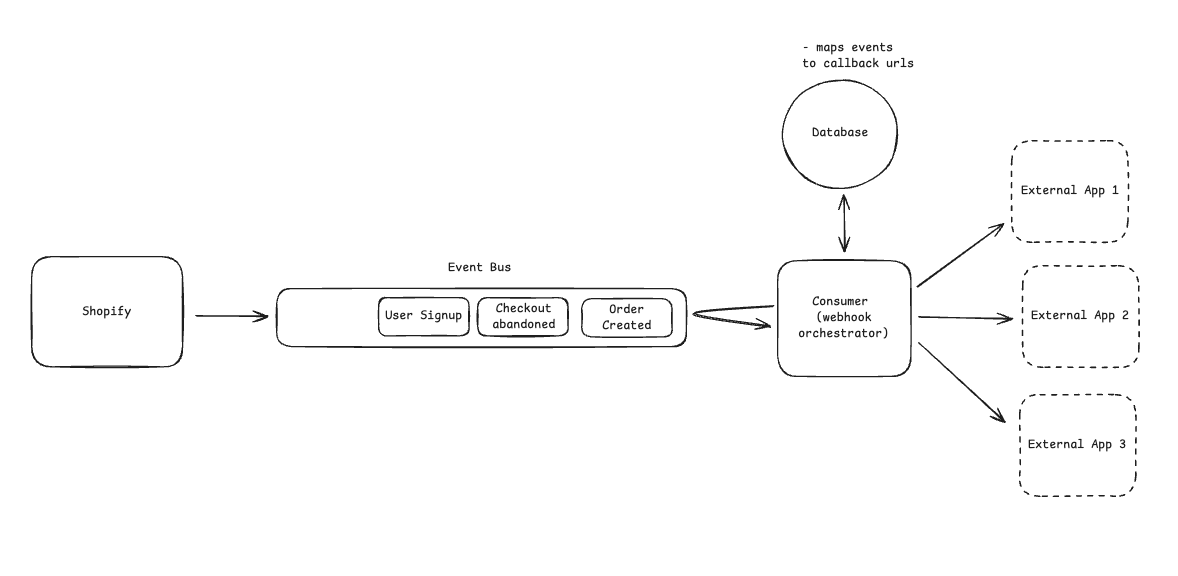 - maps events
to callback urls
Database
External App 1
Event Bus
Shopify
User Signup
Checkout
abandoned
Order
Created
Consumer
(webhook
orchestrator)
External App 2
External App 3